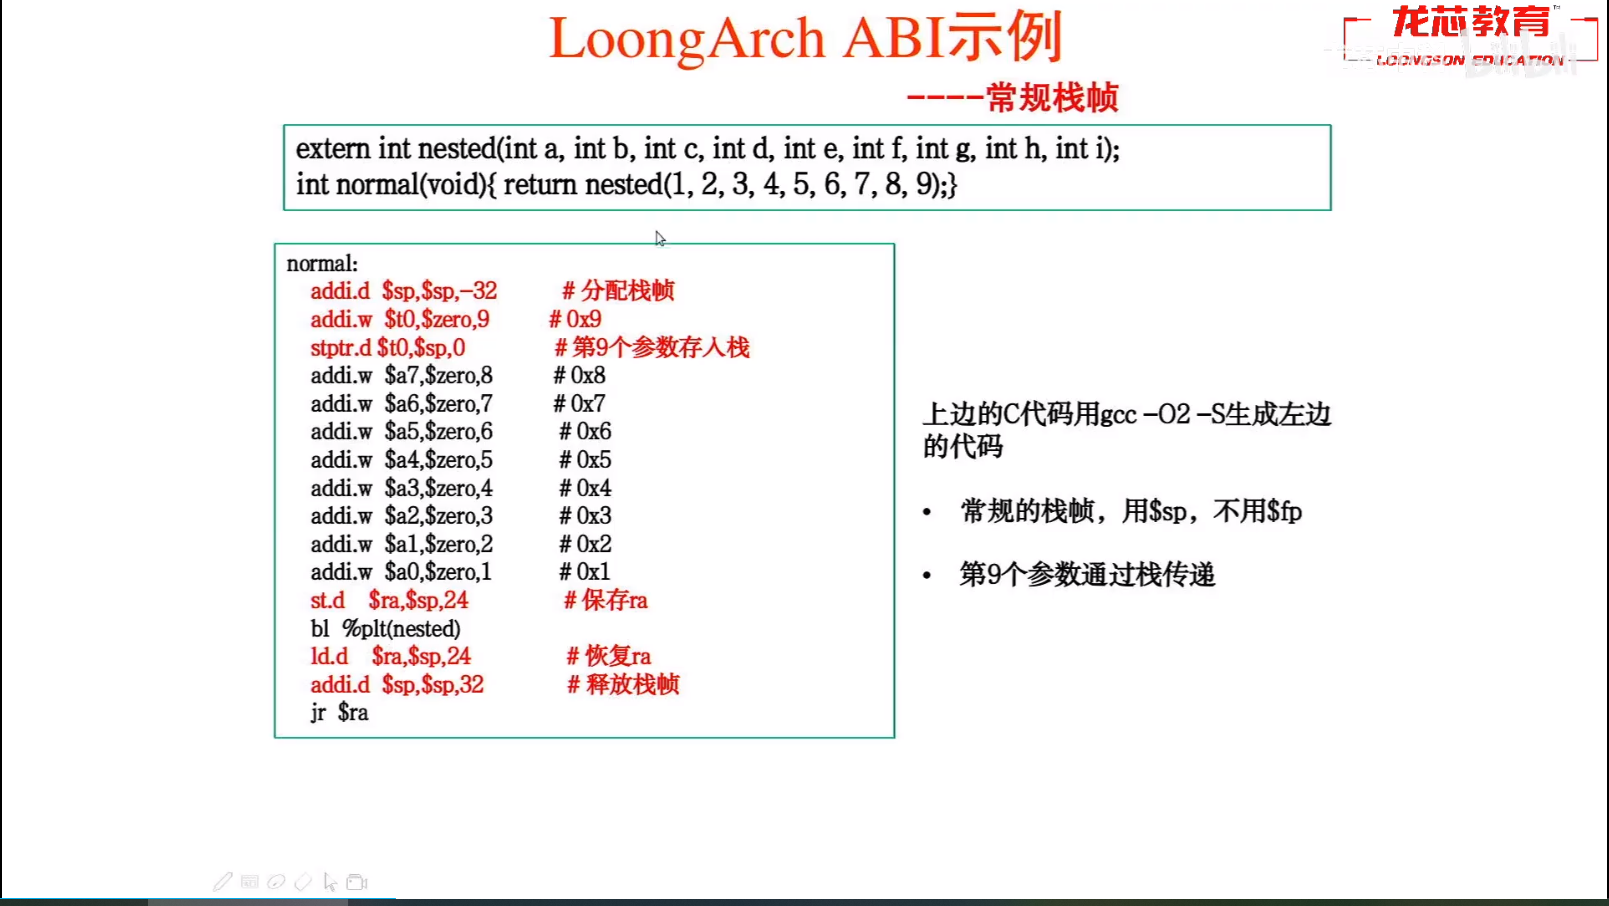 LoongArch ABI示例
龙芯教育
LOONGSON EDUCATION
----常规栈帧
extern int nested(int a, int b, int c, int d, int e, int f, int g, int h, int i);
int normal(void){ return nested(1, 2, 3, 4, 5, 6, 7, 8, 9);}
normal:
addi.d $sp,$sp,-32 # 分配栈帧
addi.w $t0,$zero,9 # 0x9
stptr.d $t0,$sp,0 # 第9个参数存入栈
addi.w $a7,$zero,8 # 0x8
addi.w $a6,$zero,7 # 0x7
addi.w $a5,$zero,6 # 0x6
addi.w $a4,$zero,5 # 0x5
addi.w $a3,$zero,4 # 0x4
addi.w $a2,$zero,3 # 0x3
addi.w $a1,$zero,2 # 0x2
addi.w $a0,$zero,1 # 0x1
st.d $ra,$sp,24 # 保存ra
bl %plt(nested)
ld.d $ra,$sp,24 # 恢复ra
addi.d $sp,$sp,32 # 释放栈帧
jr $ra
上边的C代码用gcc -O2 -S生成左边
的代码
• 常规的栈帧，用$sp，不用$fp
• 第9个参数通过栈传递